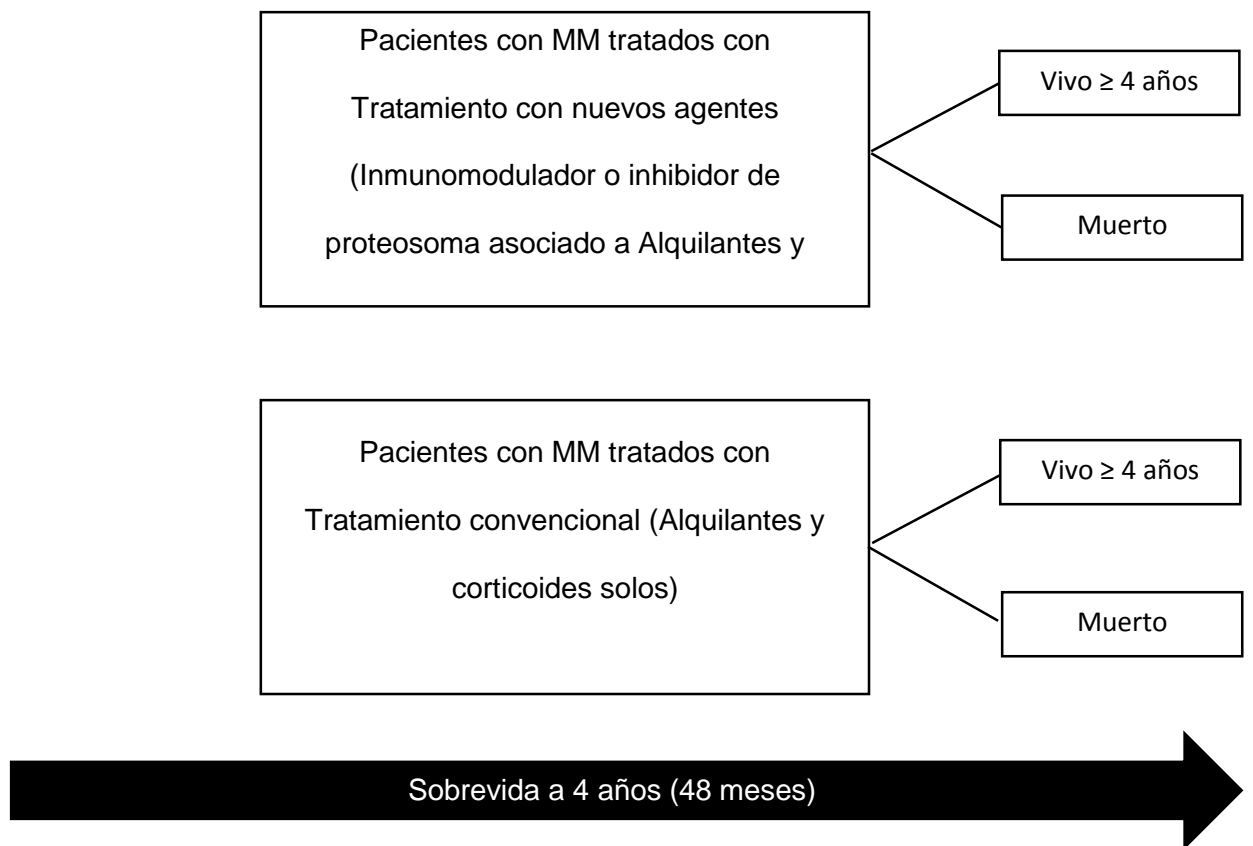 Pacientes con MM tratados con
Tratamiento con nuevos agentes
(Inmunomodulador o inhibidor de
proteosoma asociado a Alquilantes y
Vivo ≥ 4 años
Muerto
Pacientes con MM tratados con
Tratamiento convencional (Alquilantes y
corticoides solos)
Vivo ≥ 4 años
Muerto
Sobrevida a 4 años (48 meses)